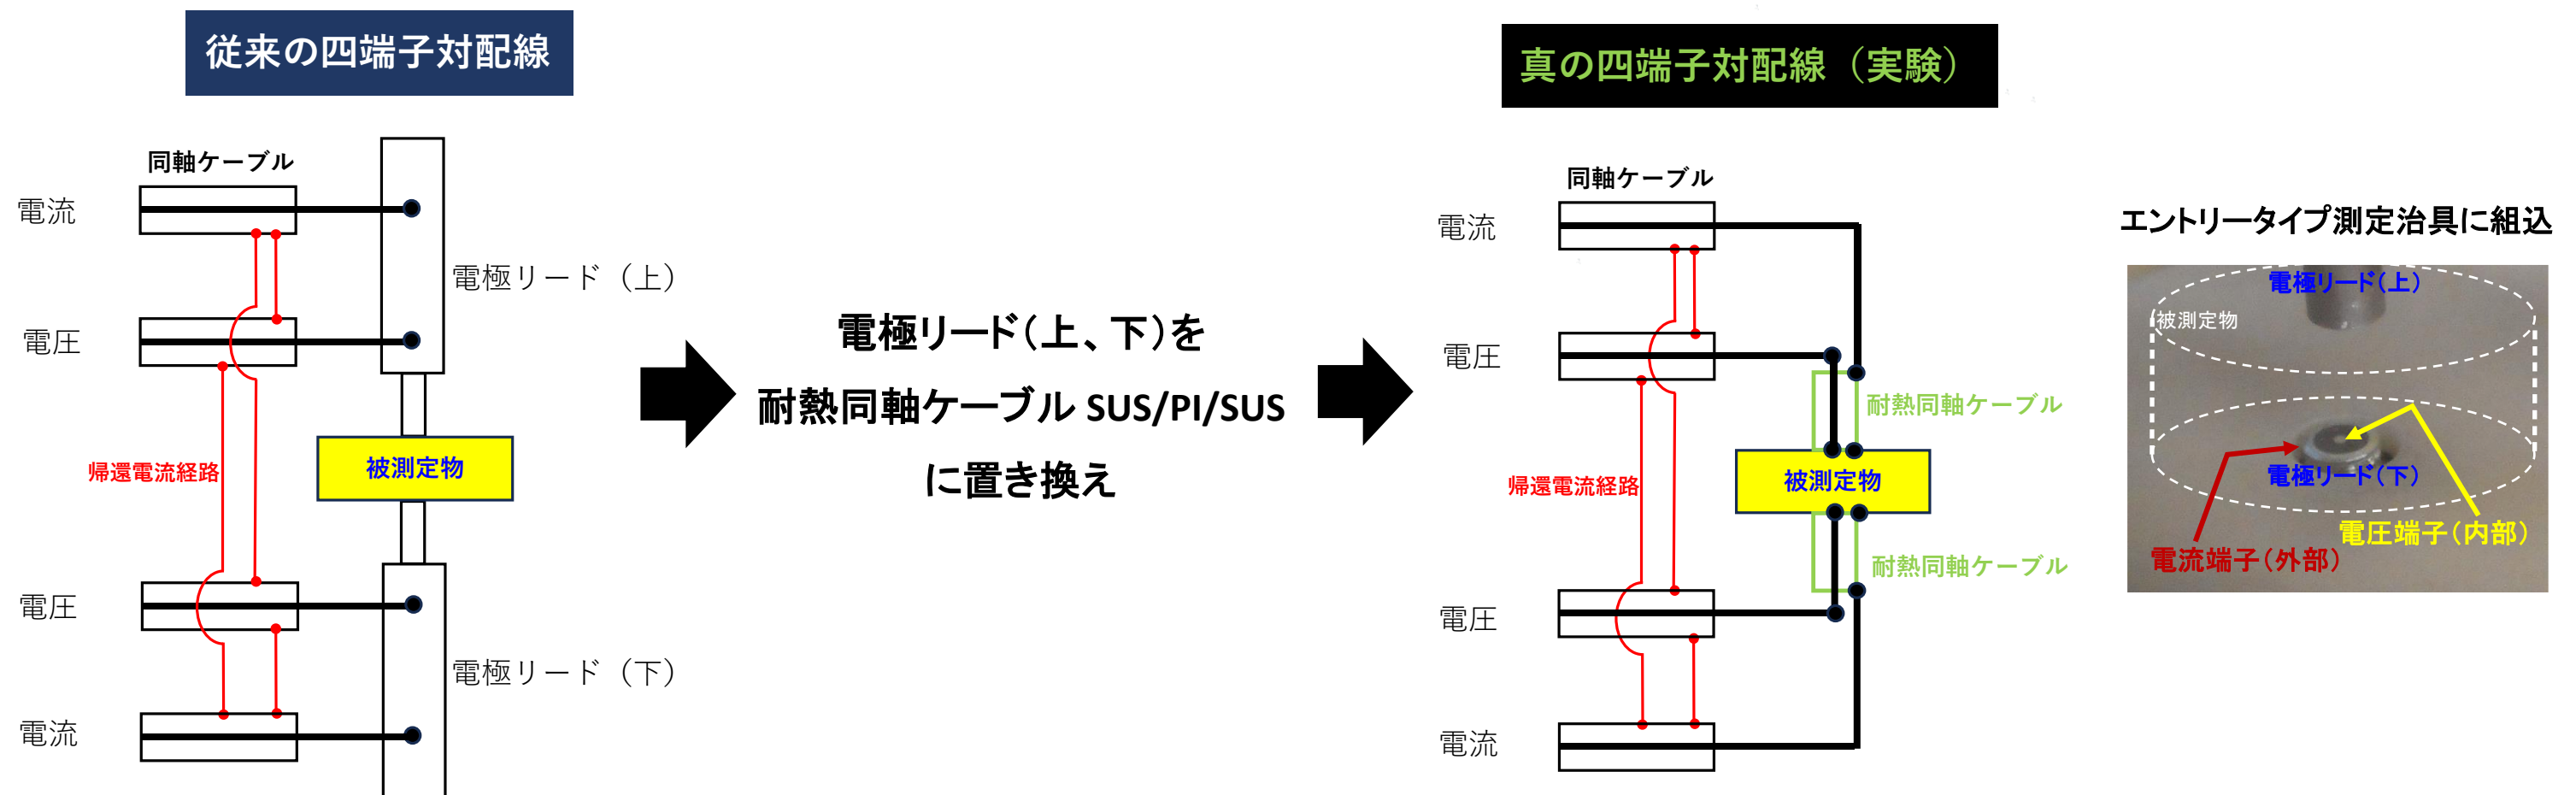 従来の四端子対配線
同軸ケーブル
電流
電圧
電極リード（上）
被測定物
帰還電流経路
電圧
電流
電極リード（下）
電極リード（上、下）を
耐熱同軸ケーブル SUS/PI/SUS
に置き換え
真の四端子対配線（実験）
同軸ケーブル
電流
電圧
耐熱同軸ケーブル
被測定物
帰還電流経路
耐熱同軸ケーブル
電圧
電流
エントリータイプ測定治具に組込
電極リード（上）
被測定物
電極リード（下）
電圧端子（内部）
電流端子（外部）